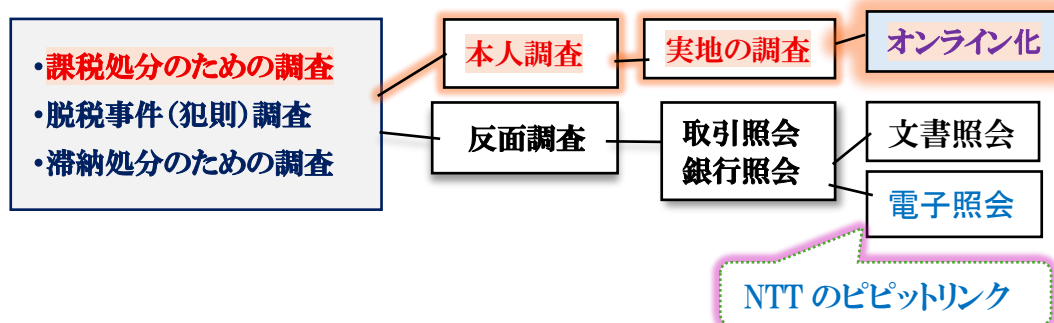 ・課税処分のための調査
・脱税事件(犯則)調査
・滞納処分のための調査
本人調査
実地の調査
オンライン化
反面調査
取引照会
銀行照会
文書照会
電子照会
NTTのピピットリンク